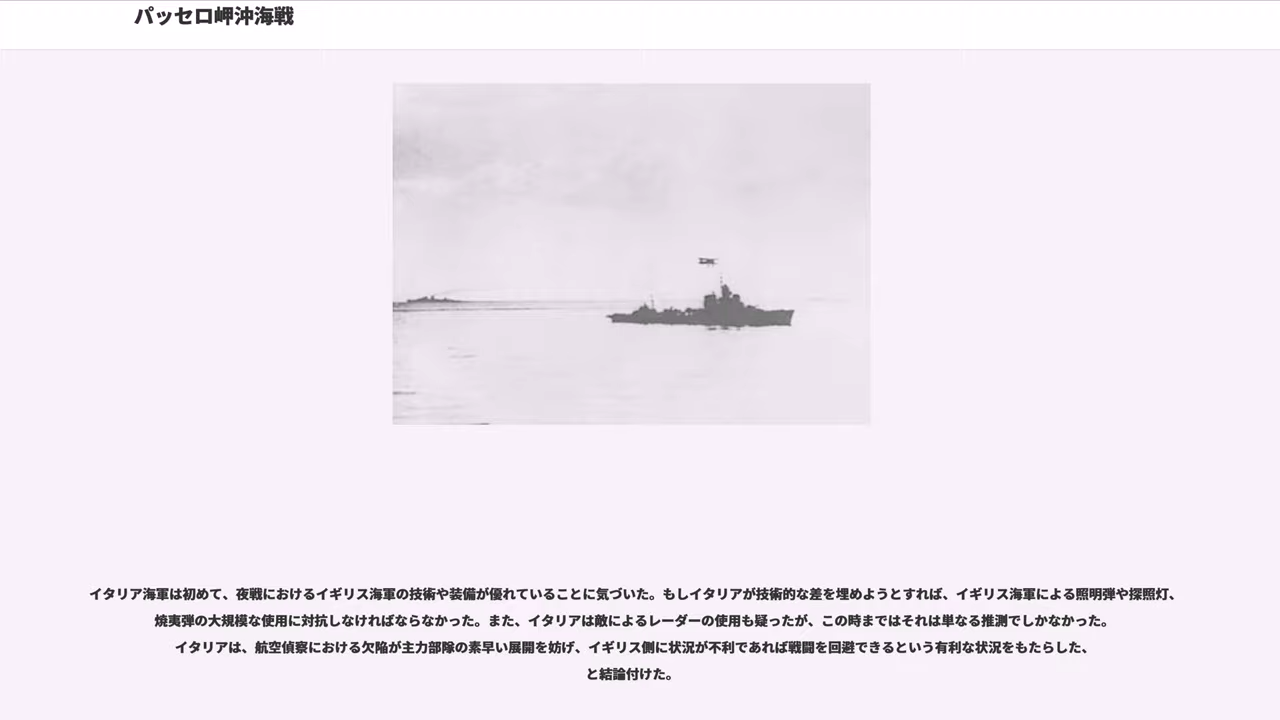 パッセロ岬沖海戦
イタリア海軍は初めて、夜戦におけるイギリス海軍の技術や装備が優れていることに気づいた。もしイタリアが技術的な差を埋めようとすれば、イギリス海軍による照明弾や探照灯、
焼夷弾の大規模な使用に対抗しなければならなかった。また、イタリアは敵によるレーダーの使用も疑ったが、この時まではそれは単なる推測でしかなかった。
イタリアは、航空偵察における欠陥が主力部隊の素早い展開を妨げ、イギリス側に状況が不利であれば戦闘を回避できるという有利な状況をもたらした、
と結論付けた。